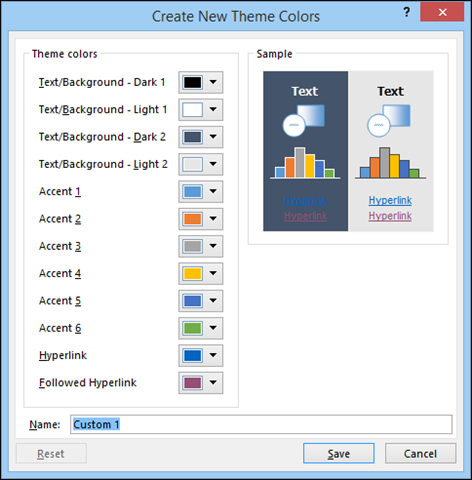 Create New Theme Colors
?
Theme colors
Text/Background - Dark 1
Text/Background - Light 1
Text/Background - Dark 2
Text/Background - Light 2
Accent 1
Accent 2
Accent 3
Accent 4
Accent 5
Accent 6
Hyperlink
Followed Hyperlink
Sample
Text Text
Hyperlink Hyperlink
Hyperlink Hyperlink
Name: Custom 1
Reset Save Cancel